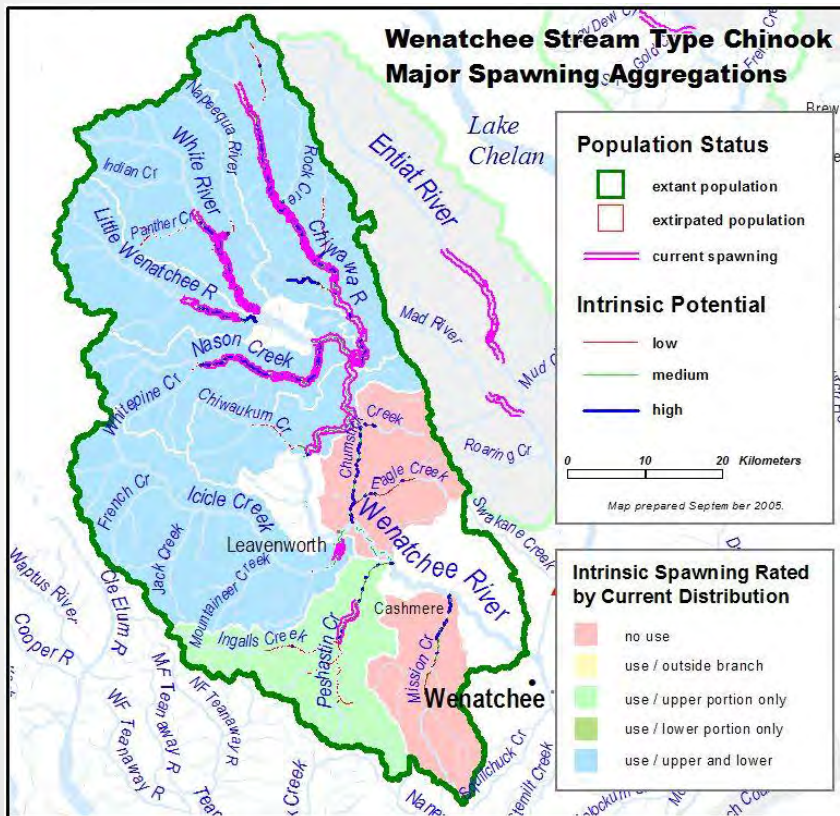 Wenatchee Stream Type Chinook
Major Spawning Aggregations
Lake
Chelan
Entiat River
Napeequa River
White River
Indian Cr
Panther Cr
Little Wenatchee R
Rock Cre
Chiwawa R
Mad River
Nason Creek
Whitepine Cr
Chiwaukum Cr
Creek
Eagle Creek
Roaring Cr
Swakane Creek
French Cr
Icicle Creek
Jack Creek
Leavenworth
Mountaineer Creek
Wenatchee River
Cashmere
Ingalls Creek
Peshastin Cr
Mission Cr
Wenatchee
Waptus River
Cle Elum R
Cooper R
MF Teanaway R
WF Teanaway R
NF Teanaway R
Population Status
extant population
extirpated population
current spawning
Intrinsic Potential
low
medium
high
0 10 20 Kilometers
Map prepared September 2005.
Intrinsic Spawning Rated
by Current Distribution
no use
use / outside branch
use / upper portion only
use / lower portion only
use / upper and lower